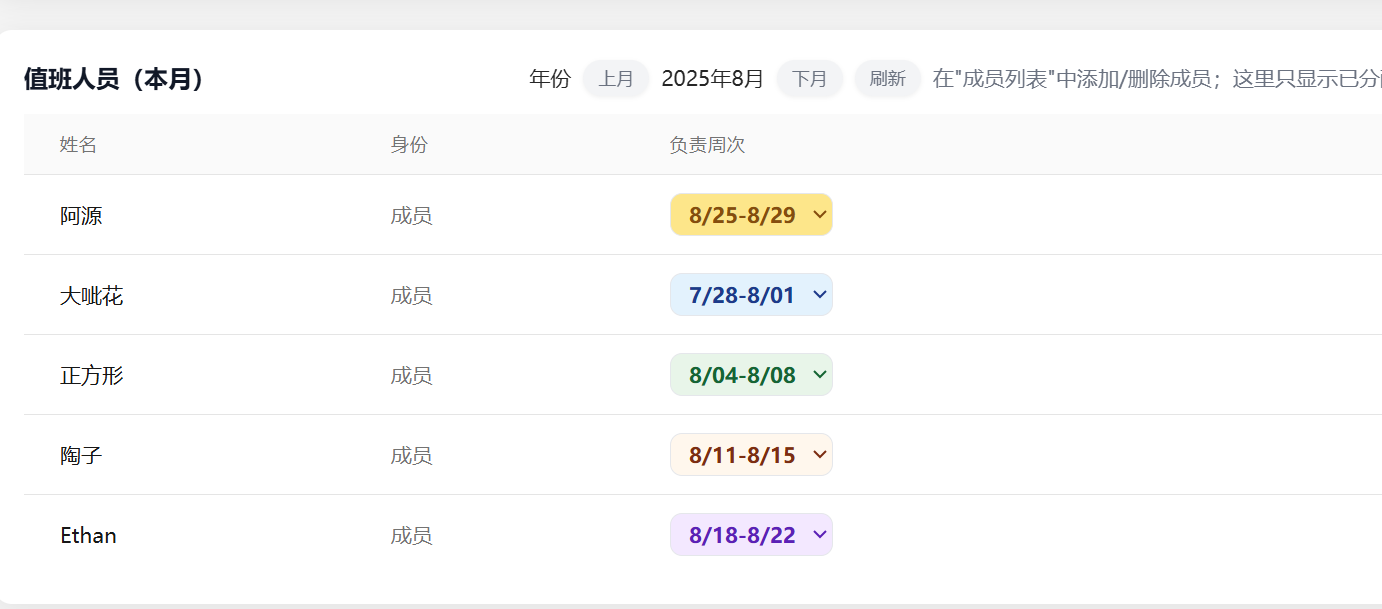 值班人员（本月） 年份 上月 2025年8月 下月 刷新 在"成员列表"中添加/删除成员；这里只显示已分
姓名 身份 负责周次
阿源 成员 8/25-8/29
大呲花 成员 7/28-8/01
正方形 成员 8/04-8/08
陶子 成员 8/11-8/15
Ethan 成员 8/18-8/22